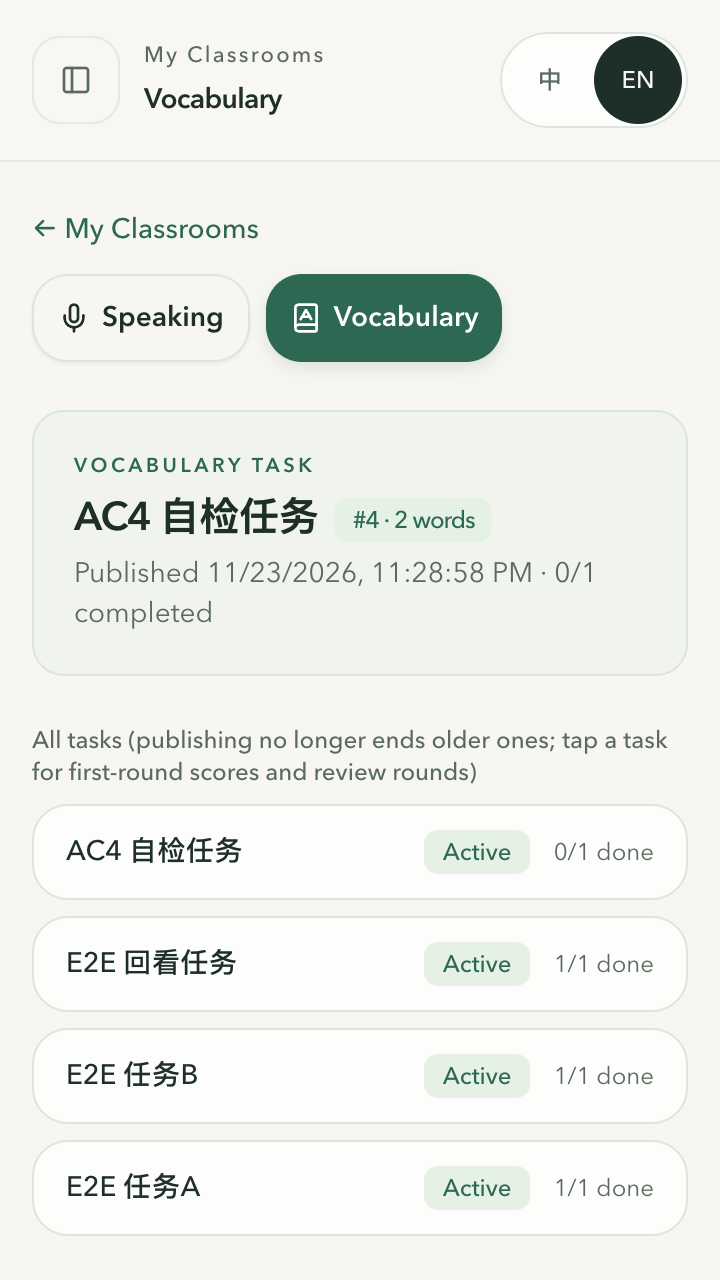 My Classrooms
Vocabulary
中 EN
← My Classrooms
Speaking Vocabulary
VOCABULARY TASK
AC4 自检任务 #4 · 2 words
Published 11/23/2026, 11:28:58 PM · 0/1
completed
All tasks (publishing no longer ends older ones; tap a task
for first-round scores and review rounds)
AC4 自检任务 Active 0/1 done
E2E 回看任务 Active 1/1 done
E2E 任务B Active 1/1 done
E2E 任务A Active 1/1 done